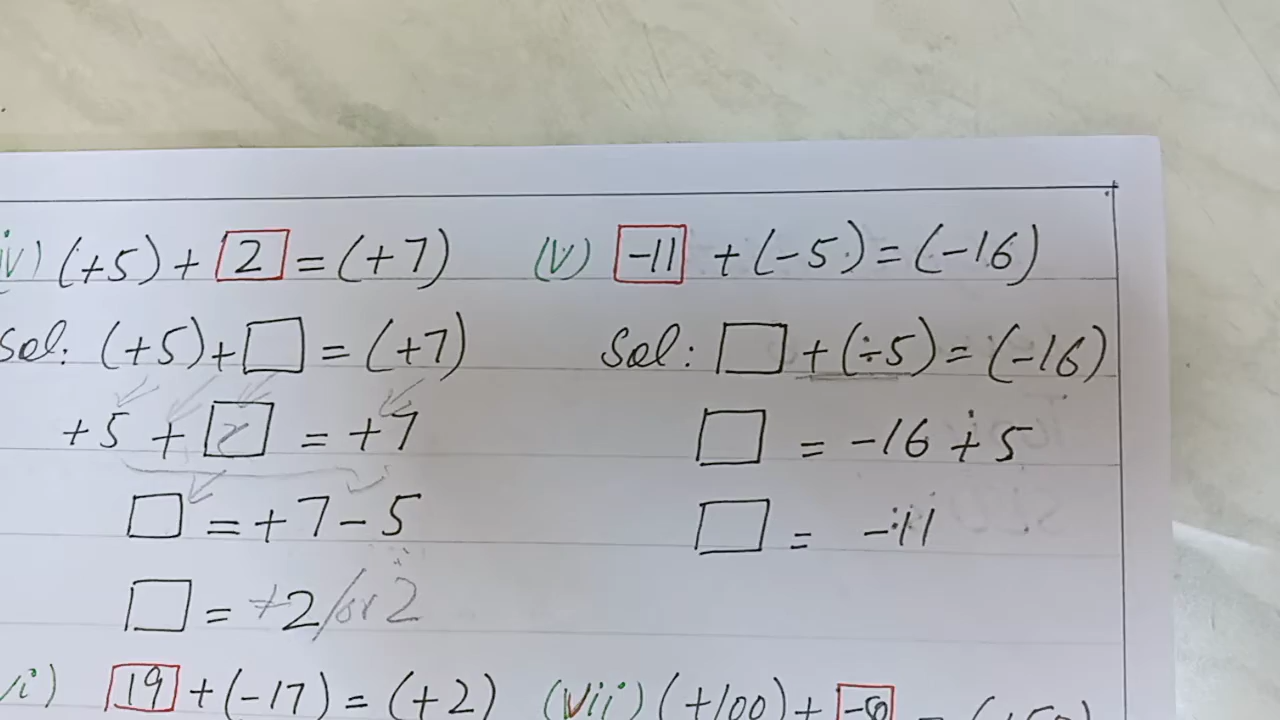 iv) (+5) + 2 = (+7)
Sol: (+5) + □ = (+7)
+5 + □ = +7
□ = +7 - 5
□ = +2 / or 2
(v) -11 + (-5) = (-16)
Sol: □ + (-5) = (-16)
□ = -16 + 5
□ = -11
vi) 19 + (-17) = (+2)
(vii) (+100) +